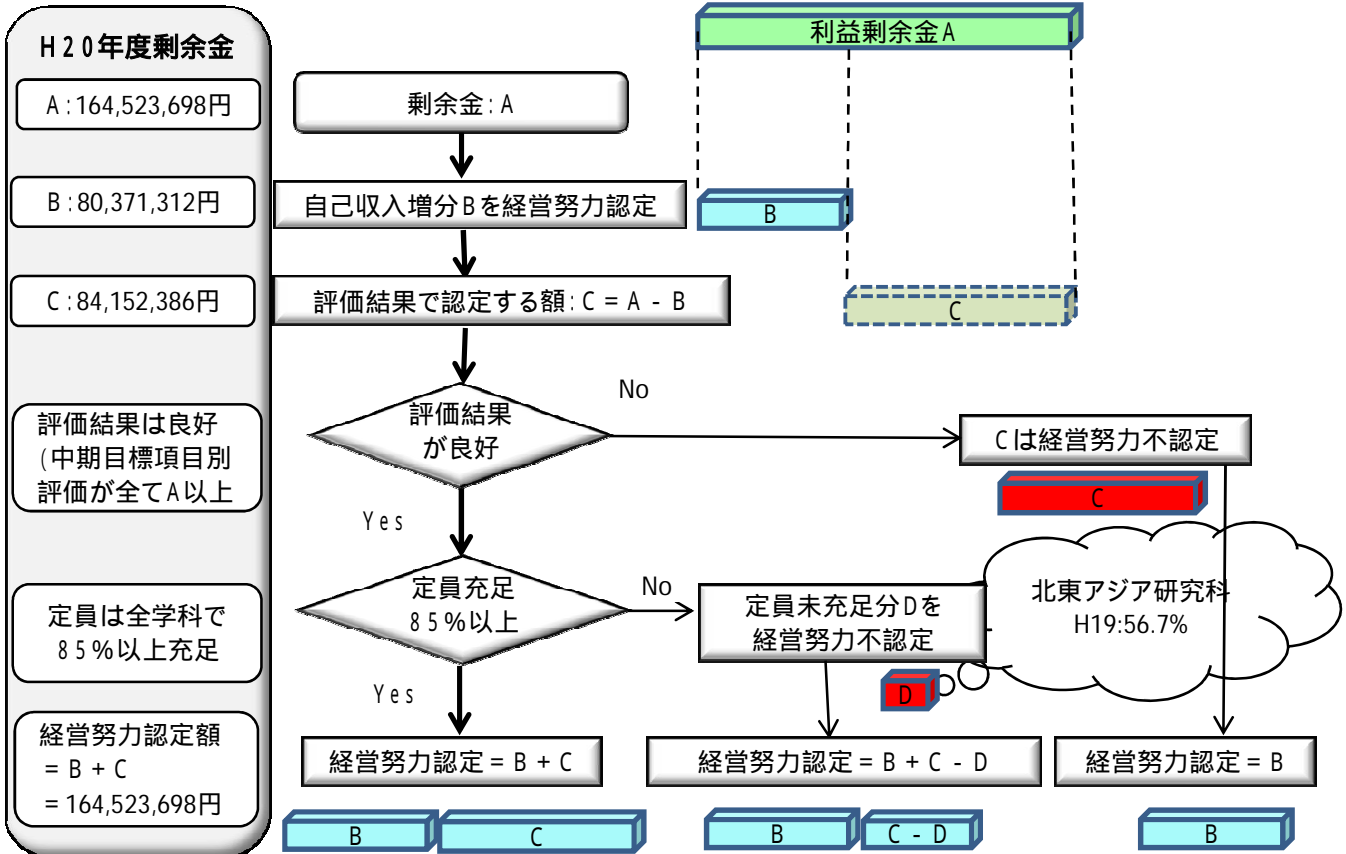 H20年度剰余金
A:164,523,698円
B:80,371,312円
C:84,152,386円
評価結果は良好
(中期目標項目別
評価が全てA以上
定員は全学科で
85%以上充足
経営努力認定額
=B+C
=164,523,698円
利益剰余金A
剰余金:A
自己収入増分Bを経営努力認定
B
評価結果で認定する額:C=A-B
C
評価結果
が良好
No
Cは経営努力不認定
C
Yes
定員充足
85%以上
No
定員未充足分Dを
経営努力不認定
北東アジア研究科
H19:56.7%
D
Yes
経営努力認定=B+C
経営努力認定=B+C-D
経営努力認定=B
B
C
B
C-D
B